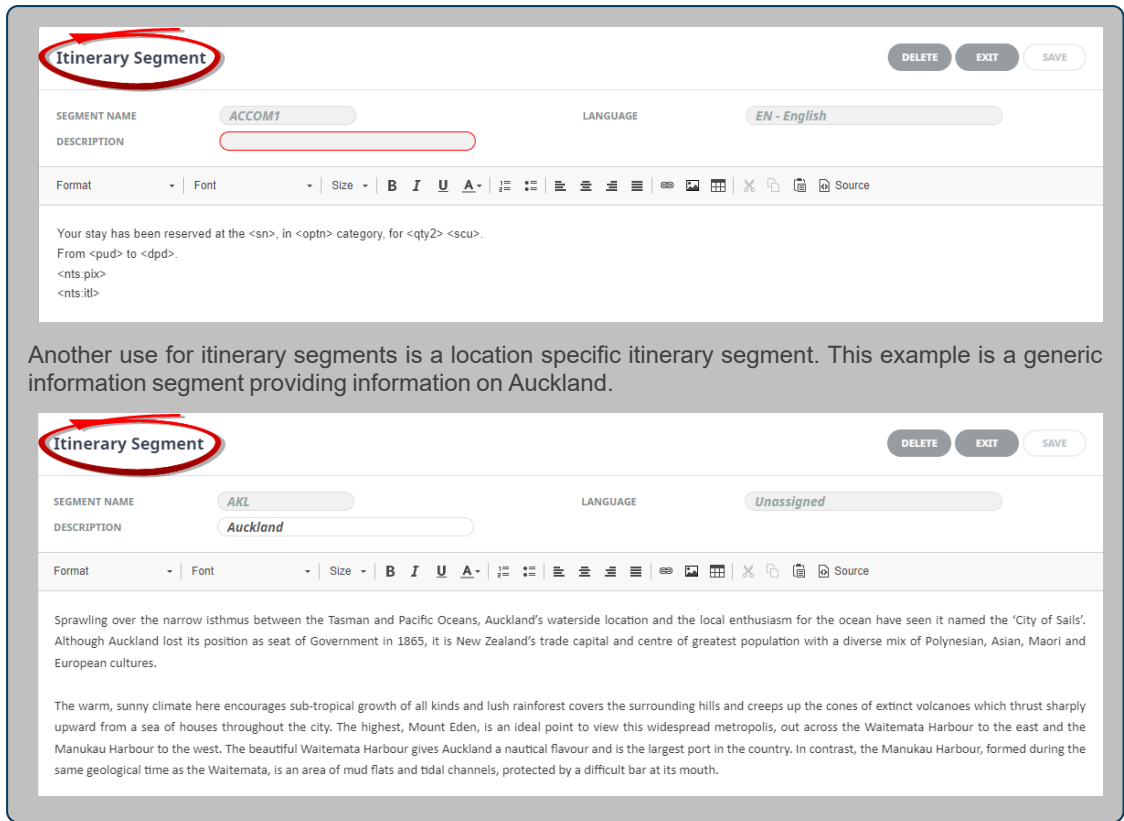 Itinerary Segment
DELETE EXIT SAVE
SEGMENT NAME ACCOM1 LANGUAGE EN - English
DESCRIPTION
Format Font Size B I U A Source
Your stay has been reserved at the <sn>, in <optn> category, for <qty2> <scu>.
From <pud> to <dpd>.
<nts:pix>
<nts:itl>
Another use for itinerary segments is a location specific itinerary segment. This example is a generic
information segment providing information on Auckland.
Itinerary Segment
DELETE EXIT SAVE
SEGMENT NAME AKL LANGUAGE Unassigned
DESCRIPTION Auckland
Format Font Size B I U A Source
Sprawling over the narrow isthmus between the Tasman and Pacific Oceans, Auckland’s waterside location and the local enthusiasm for the ocean have seen it named the ‘City of Sails’.
Although Auckland lost its position as seat of Government in 1865, it is New Zealand’s trade capital and centre of greatest population with a diverse mix of Polynesian, Asian, Maori and
European cultures.
The warm, sunny climate here encourages sub-tropical growth of all kinds and lush rainforest covers the surrounding hills and creeps up the cones of extinct volcanoes which thrust sharply
upward from a sea of houses throughout the city. The highest, Mount Eden, is an ideal point to view this widespread metropolis, out across the Waitemata Harbour to the east and the
Manukau Harbour to the west. The beautiful Waitemata Harbour gives Auckland a nautical flavour and is the largest port in the country. In contrast, the Manukau Harbour, formed during the
same geological time as the Waitemata, is an area of mud flats and tidal channels, protected by a difficult bar at its mouth.